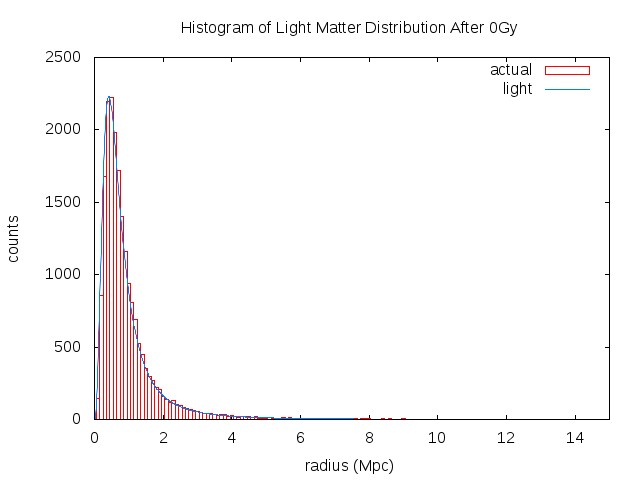 Histogram of Light Matter Distribution After 0Gy
2500
2000
1500
1000
500
0
counts
actual
light
0 2 4 6 8 10 12 14
radius (Mpc)